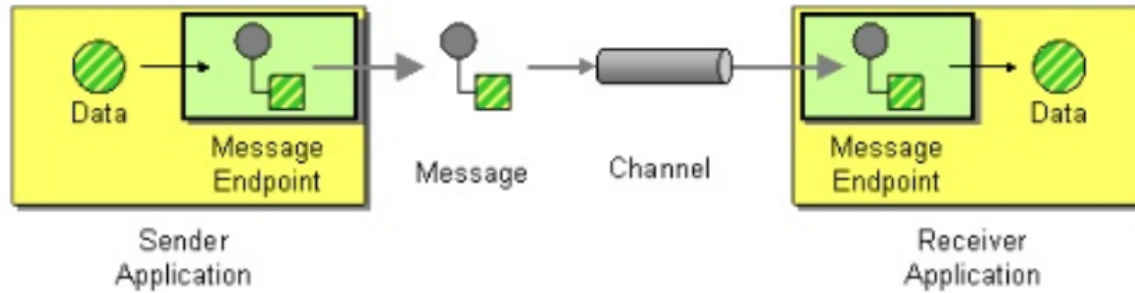 Data
Message
Endpoint
Message
Channel
Message
Endpoint
Data
Sender
Application
Receiver
Application